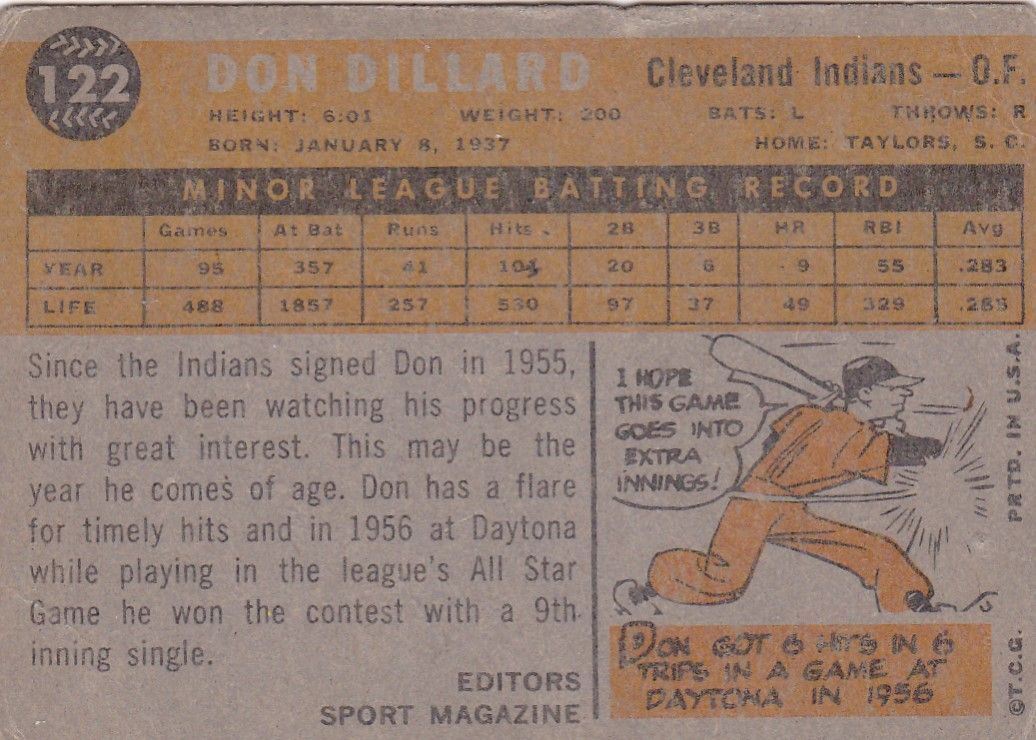 122
DON DILLARD
Cleveland Indians — O.F.
HEIGHT: 6:01 WEIGHT: 200 BATS: L THROWS: R
BORN: JANUARY 8, 1937 HOME: TAYLORS, S. C.
MINOR LEAGUE BATTING RECORD
Games At Bat Runs Hits 2B 3B HR RBI Avg
YEAR 95 357 41 101 20 6 9 55 .283
LIFE 488 1857 257 530 97 37 49 329 .285
Since the Indians signed Don in 1955,
they have been watching his progress
with great interest. This may be the
year he comes of age. Don has a flare
for timely hits and in 1956 at Daytona
while playing in the league's All Star
Game he won the contest with a 9th
inning single.
EDITORS
SPORT MAGAZINE
I HOPE
THIS GAME
GOES INTO
EXTRA
INNINGS!
DON GOT 6 HITS IN 6
TRIPS IN A GAME AT
DAYTONA IN 1956
©T.C.G. PRTD. IN U.S.A.